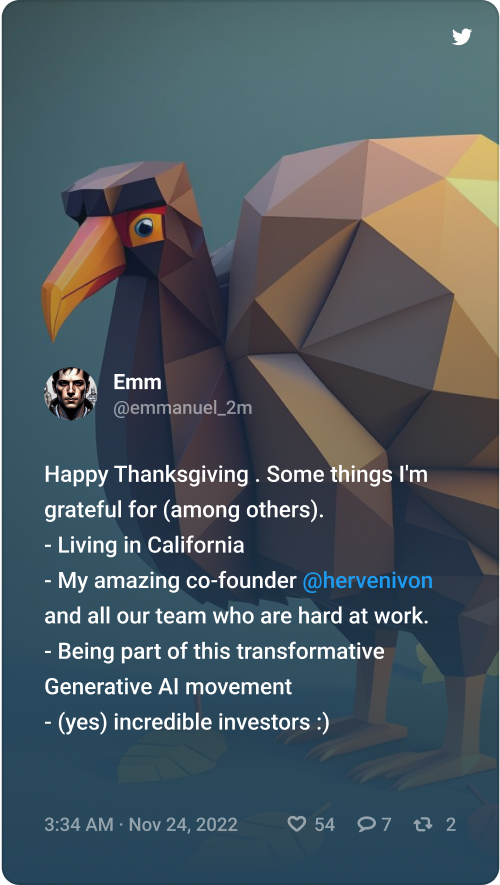 Emm
@emmanuel_2m
Happy Thanksgiving . Some things I'm
grateful for (among others).
- Living in California
- My amazing co-founder @hervenivon
and all our team who are hard at work.
- Being part of this transformative
Generative AI movement
- (yes) incredible investors :)
3:34 AM · Nov 24, 2022 54 7 2